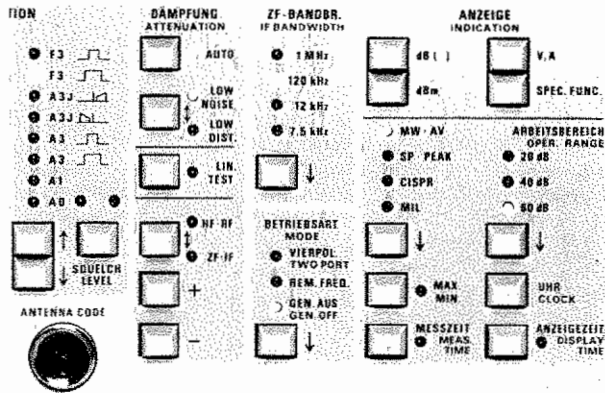 TION
F3
F3
A3J
A3J
A3
A3
A1
A0
SQUELCH
LEVEL
ANTENNA CODE
DÄMPFUNG
ATTENUATION
AUTO
LOW
NOISE
LOW
DIST.
LIN.
TEST
HF·RF
ZF·IF
+
−
ZF-BANDBR.
IF BANDWIDTH
1 MHz
120 kHz
12 kHz
7.5 kHz
BETRIEBSART
MODE
VIERPOL
TWO PORT
REM. FREQ.
GEN. AUS
GEN. OFF
ANZEIGE
INDICATION
dB ( )
dBm
V, A
SPEC. FUNC.
MW·AV
SP·PEAK
CISPR
MIL
ARBEITSBEREICH
OPER. RANGE
20 dB
40 dB
60 dB
MAX
MIN
UHR
CLOCK
MESSZEIT
MEAS.
TIME
ANZEIGEZEIT
DISPLAY
TIME